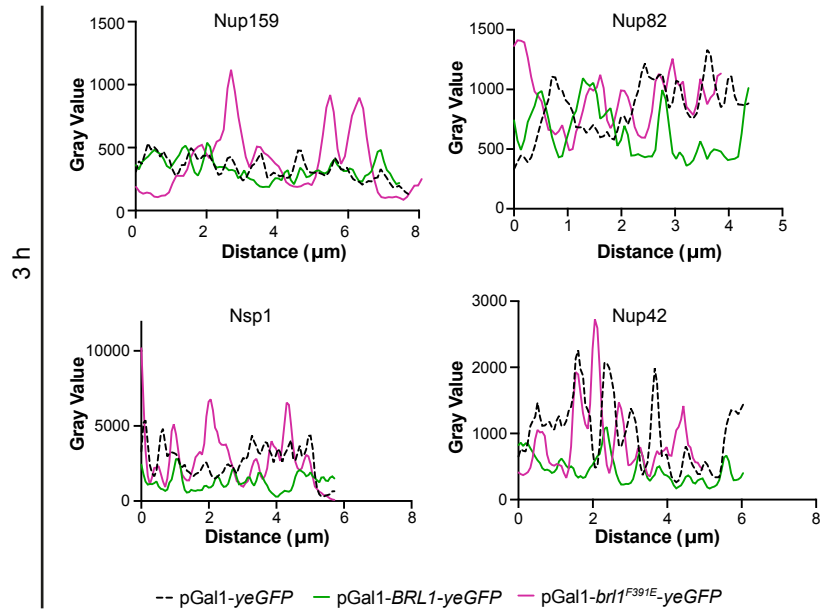 3 h
Nup159
Gray Value
1500
1000
500
0
0 2 4 6 8
Distance (µm)
Nup82
Gray Value
1500
1000
500
0
0 1 2 3 4 5
Distance (µm)
Nsp1
Gray Value
10000
5000
0
0 2 4 6 8
Distance (µm)
Nup42
Gray Value
3000
2000
1000
0
0 2 4 6 8
Distance (µm)
pGal1-yeGFP pGal1-BRL1-yeGFP pGal1-brl1F391E-yeGFP